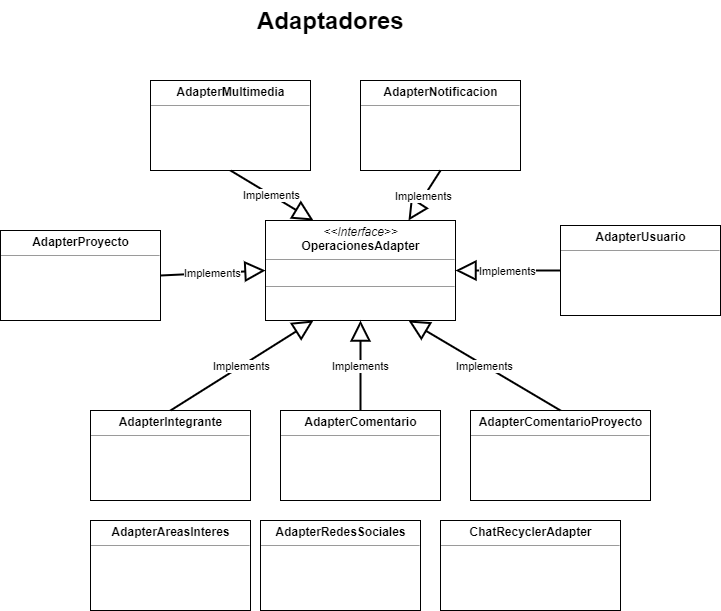 Adaptadores
AdapterMultimedia
AdapterNotificacion
Implements
Implements
<<Interface>>
OperacionesAdapter
AdapterProyecto
AdapterUsuario
Implements
Implements
Implements
Implements
Implements
AdapterIntegrante
AdapterComentario
AdapterComentarioProyecto
AdapterAreasInteres
AdapterRedesSociales
ChatRecyclerAdapter